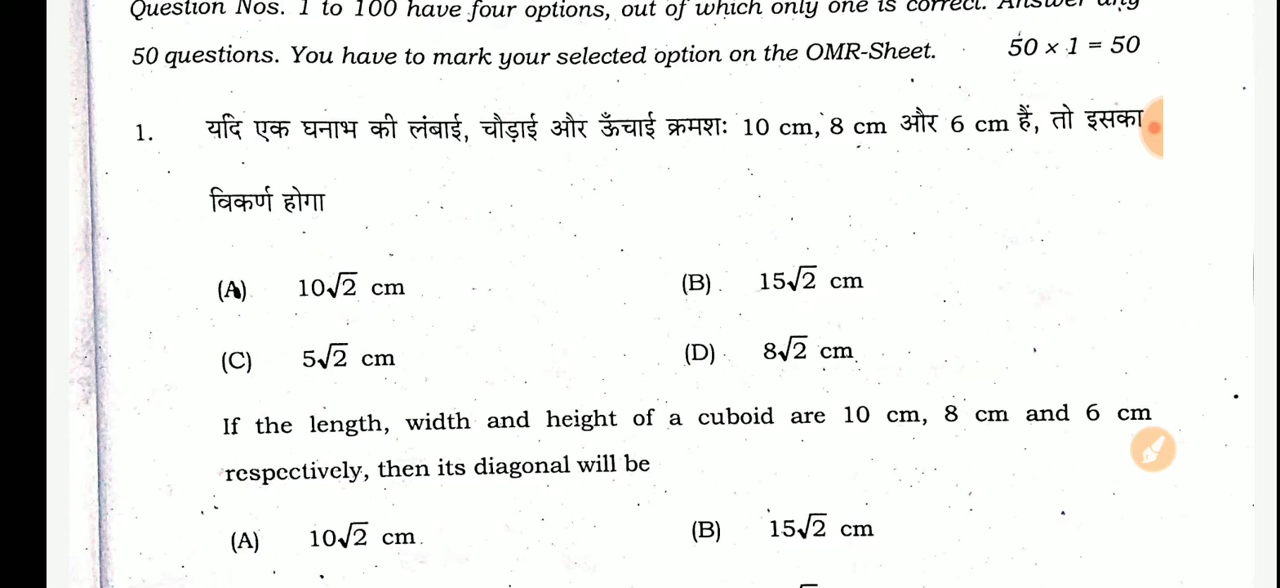 Question Nos. 1 to 100 have four options, out of which only one is correct. Answer any
50 questions. You have to mark your selected option on the OMR-Sheet. 50 × 1 = 50
1. यदि एक घनाभ की लंबाई, चौड़ाई और ऊँचाई क्रमशः 10 cm, 8 cm और 6 cm हैं, तो इसका
विकर्ण होगा
(A) 10√2 cm (B) 15√2 cm
(C) 5√2 cm (D) 8√2 cm
If the length, width and height of a cuboid are 10 cm, 8 cm and 6 cm
respectively, then its diagonal will be
(A) 10√2 cm (B) 15√2 cm